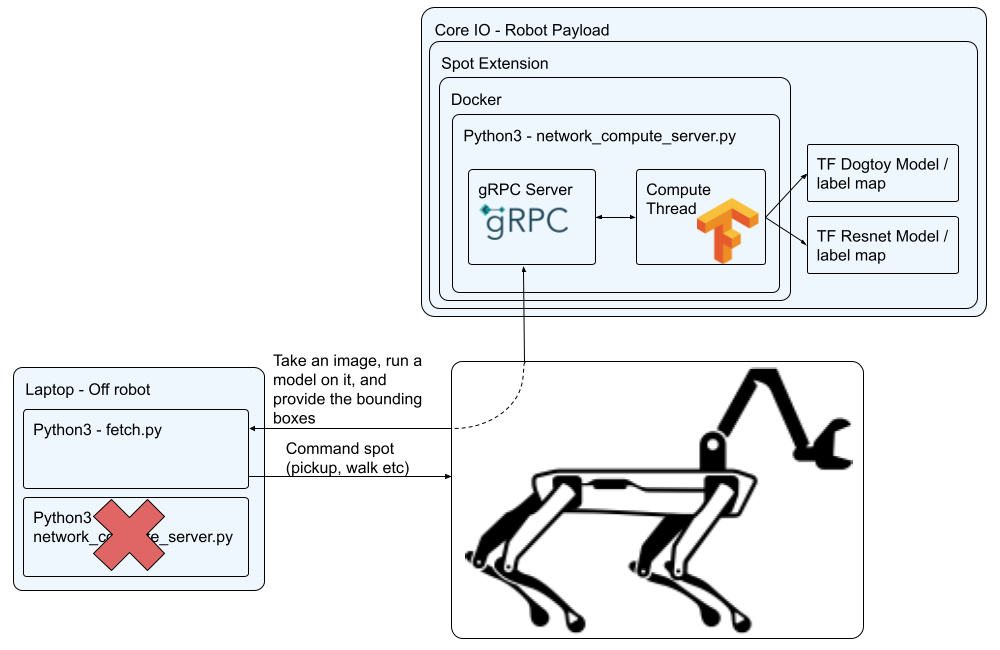 Core IO - Robot Payload
Spot Extension
Docker
Python3 - network_compute_server.py
gRPC Server
gRPC
Compute
Thread
TF Dogtoy Model /
label map
TF Resnet Model /
label map
Take an image, run a
model on it, and
provide the bounding
boxes
Laptop - Off robot
Python3 - fetch.py
Command spot
(pickup, walk etc)
Python3
e_server.py